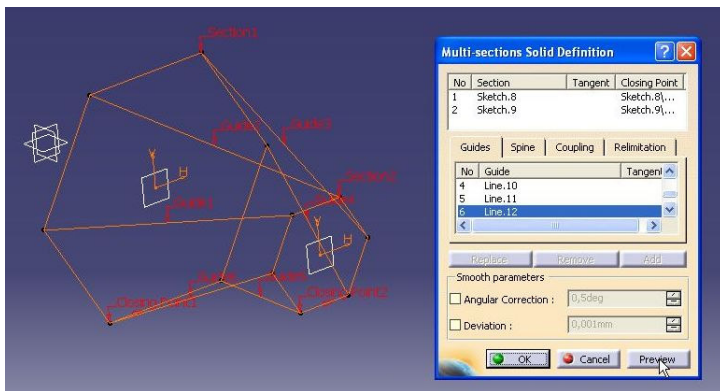 Section1
Guide2
Guide3
Section2
Guide4
Guide1
Y
H
Y
H
Guide6
Guide5
Closing Point1
Closing Point2
Multi-sections Solid Definition
No Section Tangent Closing Point
1 Sketch.8 Sketch.8\...
2 Sketch.9 Sketch.9\...
Guides Spine Coupling Relimitation
No Guide Tangent
4 Line.10
5 Line.11
6 Line.12
Replace Remove Add
Smooth parameters
Angular Correction : 0,5deg
Deviation : 0,001mm
OK Cancel Preview